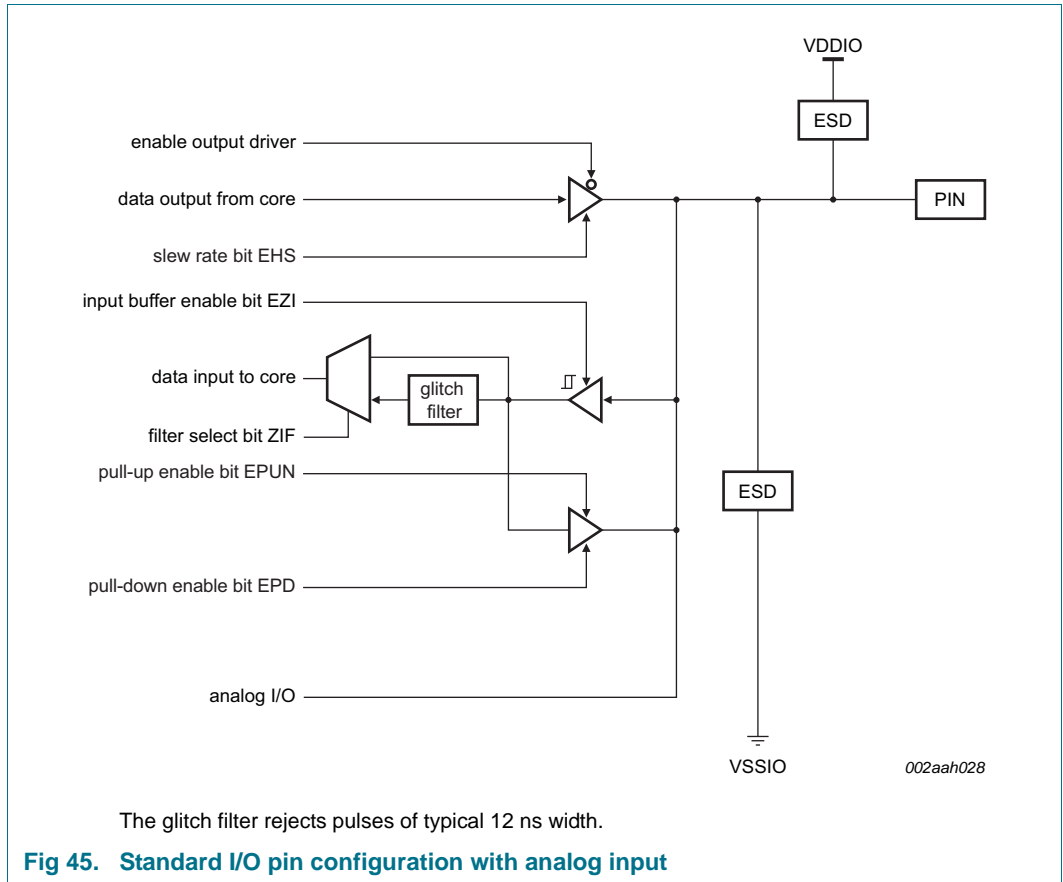 VDDIO
ESD
enable output driver
data output from core
PIN
slew rate bit EHS
input buffer enable bit EZI
data input to core
glitch
filter
filter select bit ZIF
pull-up enable bit EPUN
ESD
pull-down enable bit EPD
analog I/O
VSSIO
002aah028
The glitch filter rejects pulses of typical 12 ns width.
Fig 45. Standard I/O pin configuration with analog input